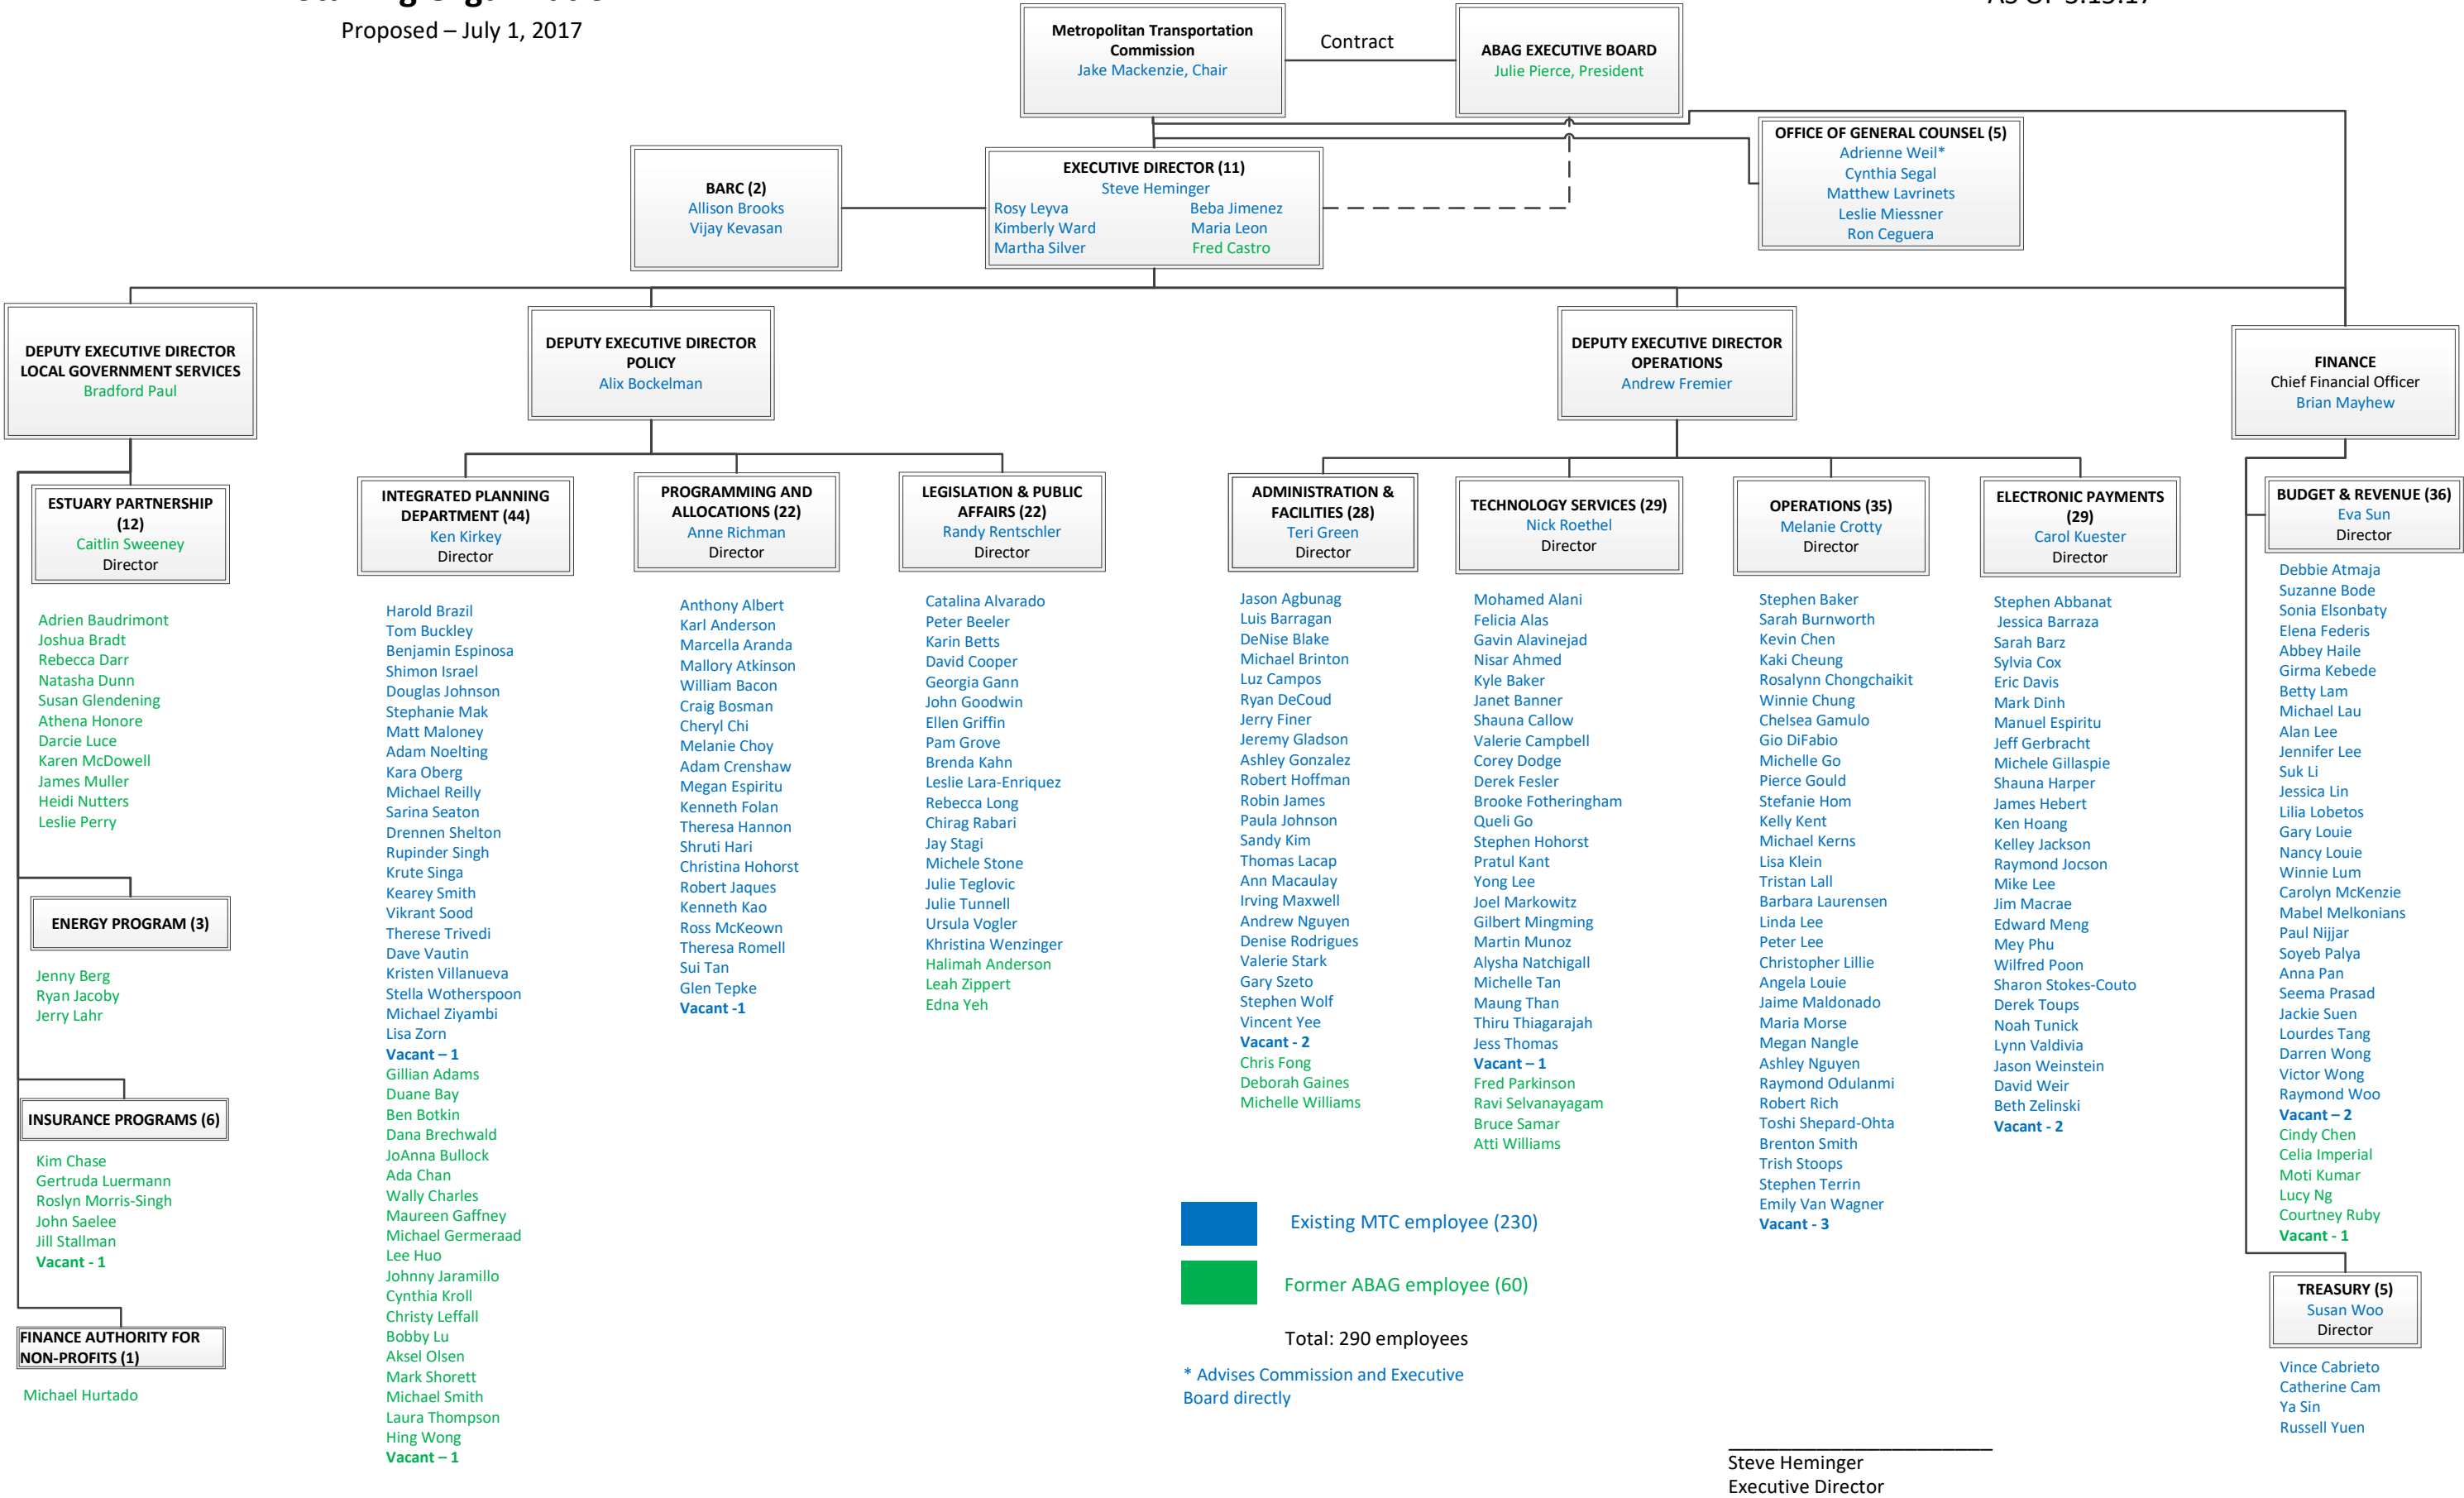 Proposed – July 1, 2017
Metropolitan Transportation
Commission
Jake Mackenzie, Chair
Contract
ABAG EXECUTIVE BOARD
Julie Pierce, President
OFFICE OF GENERAL COUNSEL (5)
Adrienne Weil*
Cynthia Segal
Matthew Lavrinets
Leslie Miessner
Ron Ceguera
BARC (2)
Allison Brooks
Vijay Kevasan
EXECUTIVE DIRECTOR (11)
Steve Heminger
Rosy Leyva
Kimberly Ward
Martha Silver
Beba Jimenez
Maria Leon
Fred Castro
DEPUTY EXECUTIVE DIRECTOR
LOCAL GOVERNMENT SERVICES
Bradford Paul
DEPUTY EXECUTIVE DIRECTOR
POLICY
Alix Bockelman
DEPUTY EXECUTIVE DIRECTOR
OPERATIONS
Andrew Fremier
FINANCE
Chief Financial Officer
Brian Mayhew
ESTUARY PARTNERSHIP
(12)
Caitlin Sweeney
Director
Adrien Baudrimont
Joshua Bradt
Rebecca Darr
Natasha Dunn
Susan Glendening
Athena Honore
Darcie Luce
Karen McDowell
James Muller
Heidi Nutters
Leslie Perry
ENERGY PROGRAM (3)
Jenny Berg
Ryan Jacoby
Jerry Lahr
INSURANCE PROGRAMS (6)
Kim Chase
Gertruda Luermann
Roslyn Morris-Singh
John Saelee
Jill Stallman
Vacant - 1
FINANCE AUTHORITY FOR
NON-PROFITS (1)
Michael Hurtado
INTEGRATED PLANNING
DEPARTMENT (44)
Ken Kirkey
Director
Harold Brazil
Tom Buckley
Benjamin Espinosa
Shimon Israel
Douglas Johnson
Stephanie Mak
Matt Maloney
Adam Noelting
Kara Oberg
Michael Reilly
Sarina Seaton
Drennen Shelton
Rupinder Singh
Krute Singa
Kearey Smith
Vikrant Sood
Therese Trivedi
Dave Vautin
Kristen Villanueva
Stella Wotherspoon
Michael Ziyambi
Lisa Zorn
Vacant – 1
Gillian Adams
Duane Bay
Ben Botkin
Dana Brechwald
JoAnna Bullock
Ada Chan
Wally Charles
Maureen Gaffney
Michael Germeraad
Lee Huo
Johnny Jaramillo
Cynthia Kroll
Christy Leffall
Bobby Lu
Aksel Olsen
Mark Shorett
Michael Smith
Laura Thompson
Hing Wong
Vacant – 1
PROGRAMMING AND
ALLOCATIONS (22)
Anne Richman
Director
Anthony Albert
Karl Anderson
Marcella Aranda
Mallory Atkinson
William Bacon
Craig Bosman
Cheryl Chi
Melanie Choy
Adam Crenshaw
Megan Espiritu
Kenneth Folan
Theresa Hannon
Shruti Hari
Christina Hohorst
Robert Jaques
Kenneth Kao
Ross McKeown
Theresa Romell
Sui Tan
Glen Tepke
Vacant -1
LEGISLATION & PUBLIC
AFFAIRS (22)
Randy Rentschler
Director
Catalina Alvarado
Peter Beeler
Karin Betts
David Cooper
Georgia Gann
John Goodwin
Ellen Griffin
Pam Grove
Brenda Kahn
Leslie Lara-Enriquez
Rebecca Long
Chirag Rabari
Jay Stagi
Michele Stone
Julie Teglovic
Julie Tunnell
Ursula Vogler
Khristina Wenzinger
Halimah Anderson
Leah Zippert
Edna Yeh
ADMINISTRATION &
FACILITIES (28)
Teri Green
Director
Jason Agbunag
Luis Barragan
DeNise Blake
Michael Brinton
Luz Campos
Ryan DeCoud
Jerry Finer
Jeremy Gladson
Ashley Gonzalez
Robert Hoffman
Robin James
Paula Johnson
Sandy Kim
Thomas Lacap
Ann Macaulay
Irving Maxwell
Andrew Nguyen
Denise Rodrigues
Valerie Stark
Gary Szeto
Stephen Wolf
Vincent Yee
Vacant - 2
Chris Fong
Deborah Gaines
Michelle Williams
TECHNOLOGY SERVICES (29)
Nick Roethel
Director
Mohamed Alani
Felicia Alas
Gavin Alavinejad
Nisar Ahmed
Kyle Baker
Janet Banner
Shauna Callow
Valerie Campbell
Corey Dodge
Derek Fesler
Brooke Fotheringham
Queli Go
Stephen Hohorst
Pratul Kant
Yong Lee
Joel Markowitz
Gilbert Mingming
Martin Munoz
Alysha Natchigall
Michelle Tan
Maung Than
Thiru Thiagarajah
Jess Thomas
Vacant – 1
Fred Parkinson
Ravi Selvanayagam
Bruce Samar
Atti Williams
OPERATIONS (35)
Melanie Crotty
Director
Stephen Baker
Sarah Burnworth
Kevin Chen
Kaki Cheung
Rosalynn Chongchaikit
Winnie Chung
Chelsea Gamulo
Gio DiFabio
Michelle Go
Pierce Gould
Stefanie Hom
Kelly Kent
Michael Kerns
Lisa Klein
Tristan Lall
Barbara Laurensen
Linda Lee
Peter Lee
Christopher Lillie
Angela Louie
Jaime Maldonado
Maria Morse
Megan Nangle
Ashley Nguyen
Raymond Odulanmi
Robert Rich
Toshi Shepard-Ohta
Brenton Smith
Trish Stoops
Stephen Terrin
Emily Van Wagner
Vacant - 3
ELECTRONIC PAYMENTS
(29)
Carol Kuester
Director
Stephen Abbanat
Jessica Barraza
Sarah Barz
Sylvia Cox
Eric Davis
Mark Dinh
Manuel Espiritu
Jeff Gerbracht
Michele Gillaspie
Shauna Harper
James Hebert
Ken Hoang
Kelley Jackson
Raymond Jocson
Mike Lee
Jim Macrae
Edward Meng
Mey Phu
Wilfred Poon
Sharon Stokes-Couto
Derek Toups
Noah Tunick
Lynn Valdivia
Jason Weinstein
David Weir
Beth Zelinski
Vacant - 2
BUDGET & REVENUE (36)
Eva Sun
Director
Debbie Atmaja
Suzanne Bode
Sonia Elsonbaty
Elena Federis
Abbey Haile
Girma Kebede
Betty Lam
Michael Lau
Alan Lee
Jennifer Lee
Suk Li
Jessica Lin
Lilia Lobetos
Gary Louie
Nancy Louie
Winnie Lum
Carolyn McKenzie
Mabel Melkonians
Paul Nijjar
Soyeb Palya
Anna Pan
Seema Prasad
Jackie Suen
Lourdes Tang
Darren Wong
Victor Wong
Raymond Woo
Vacant – 2
Cindy Chen
Celia Imperial
Moti Kumar
Lucy Ng
Courtney Ruby
Vacant - 1
TREASURY (5)
Susan Woo
Director
Vince Cabrieto
Catherine Cam
Ya Sin
Russell Yuen
Existing MTC employee (230)
Former ABAG employee (60)
Total: 290 employees
* Advises Commission and Executive
Board directly
Steve Heminger
Executive Director